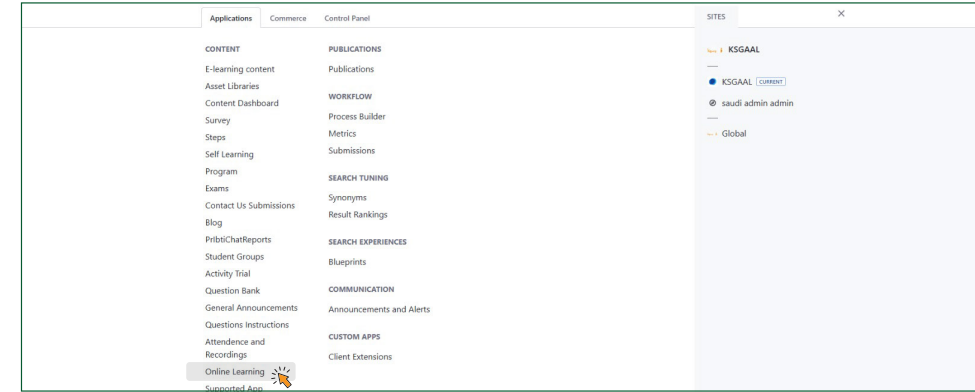 Applications Commerce Control Panel
CONTENT
E-learning content
Asset Libraries
Content Dashboard
Survey
Steps
Self Learning
Program
Exams
Contact Us Submissions
Blog
PrIbtiChatReports
Student Groups
Activity Trial
Question Bank
General Announcements
Questions Instructions
Attendence and
Recordings
Online Learning
Supported App
PUBLICATIONS
Publications
WORKFLOW
Process Builder
Metrics
Submissions
SEARCH TUNING
Synonyms
Result Rankings
SEARCH EXPERIENCES
Blueprints
COMMUNICATION
Announcements and Alerts
CUSTOM APPS
Client Extensions
SITES
KSGAAL
KSGAAL CURRENT
saudi admin admin
Global